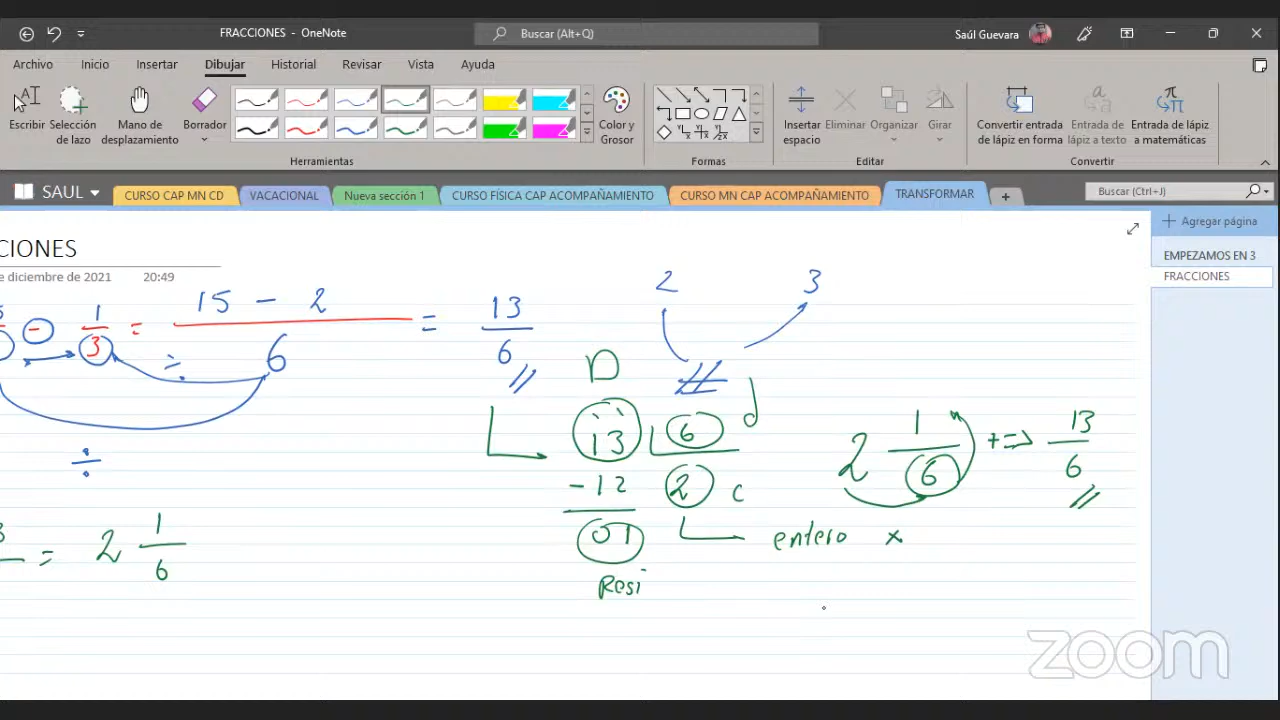 FRACCIONES - OneNote
Buscar (Alt+Q)
Saúl Guevara
Archivo Inicio Insertar Dibujar Historial Revisar Vista Ayuda
Escribir
Selección de lazo
Mano de desplazamiento
Borrador
Color y Grosor
Insertar espacio
Eliminar
Organizar
Girar
Convertir entrada de lápiz en forma
Entrada de lápiz a texto
Entrada de lápiz a matemáticas
Herramientas Formas Editar Convertir
SAUL
CURSO CAP MN CD
VACACIONAL
Nueva sección 1
CURSO FÍSICA CAP ACOMPAÑAMIENTO
CURSO MN CAP ACOMPAÑAMIENTO
TRANSFORMAR
Buscar (Ctrl+J)
Agregar página
EMPEZAMOS EN 3
FRACCIONES
CIONES
de diciembre de 2021 20:49
- 1/3 = 15 - 2 / 6 = 13/6
÷
2 3
D
13 6 d
-12 2 c
01
Resi
entero x
2 1/6 + => 13/6
÷
= 2 1/6
zoom